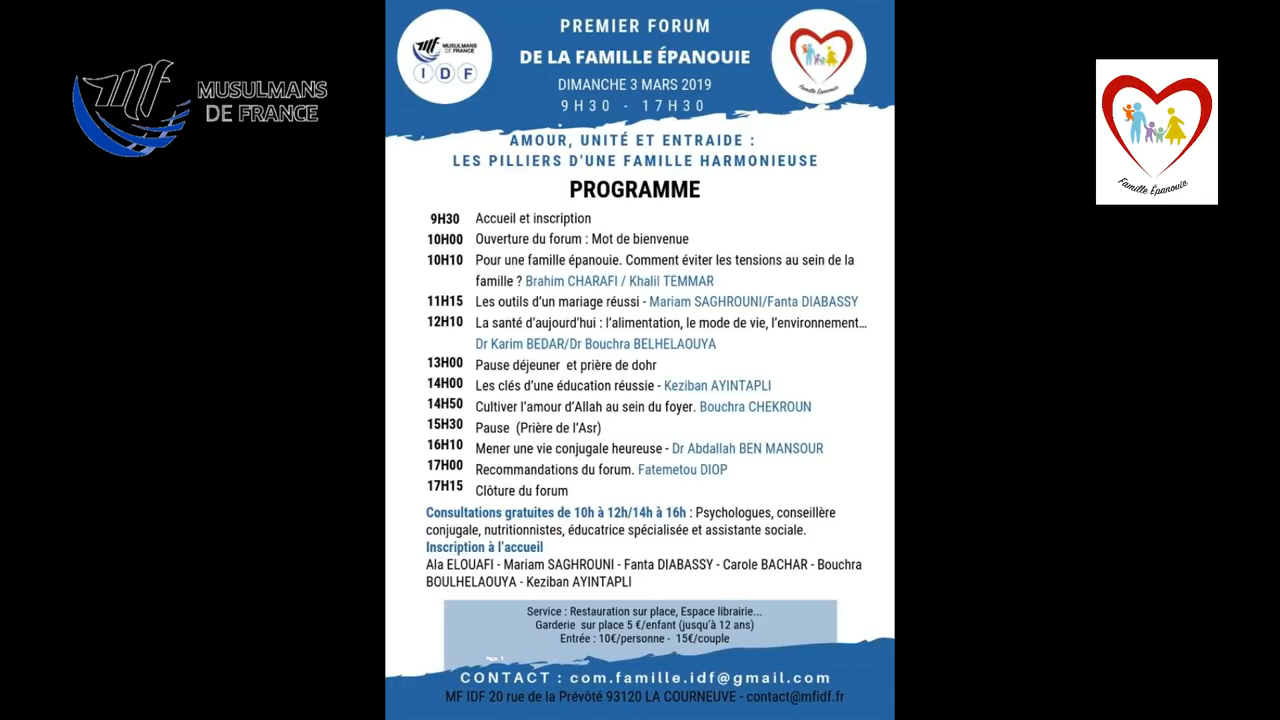 MUSULMANS
DE FRANCE
MUSULMANS
DE FRANCE
I D F
PREMIER FORUM
DE LA FAMILLE ÉPANOUIE
DIMANCHE 3 MARS 2019
9H30 - 17H30
Famille Épanouie
Famille Épanouie
AMOUR, UNITÉ ET ENTRAIDE :
LES PILLIERS D'UNE FAMILLE HARMONIEUSE
PROGRAMME
9H30 Accueil et inscription
10H00 Ouverture du forum : Mot de bienvenue
10H10 Pour une famille épanouie. Comment éviter les tensions au sein de la
famille ? Brahim CHARAFI / Khalil TEMMAR
11H15 Les outils d'un mariage réussi - Mariam SAGHROUNI/Fanta DIABASSY
12H10 La santé d'aujourd'hui : l'alimentation, le mode de vie, l'environnement...
Dr Karim BEDAR/Dr Bouchra BELHELAOUYA
13H00 Pause déjeuner et prière de dohr
14H00 Les clés d'une éducation réussie - Keziban AYINTAPLI
14H50 Cultiver l'amour d'Allah au sein du foyer. Bouchra CHEKROUN
15H30 Pause (Prière de l'Asr)
16H10 Mener une vie conjugale heureuse - Dr Abdallah BEN MANSOUR
17H00 Recommandations du forum. Fatemetou DIOP
17H15 Clôture du forum
Consultations gratuites de 10h à 12h/14h à 16h : Psychologues, conseillère
conjugale, nutritionnistes, éducatrice spécialisée et assistante sociale.
Inscription à l'accueil
Ala ELOUAFI - Mariam SAGHROUNI - Fanta DIABASSY - Carole BACHAR - Bouchra
BOULHELAOUYA - Keziban AYINTAPLI
Service : Restauration sur place, Espace librairie...
Garderie sur place 5 €/enfant (jusqu'à 12 ans)
Entrée : 10€/personne - 15€/couple
CONTACT : com.famille.idf@gmail.com
MF IDF 20 rue de la Prévôté 93120 LA COURNEUVE - contact@mfidf.fr